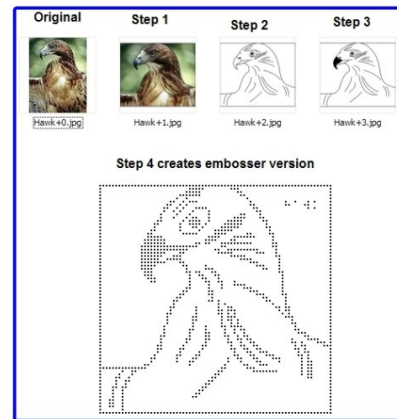 Original Step 1 Step 2 Step 3
Hawk+0.jpg Hawk+1.jpg Hawk+2.jpg Hawk+3.jpg
Step 4 creates embosser version